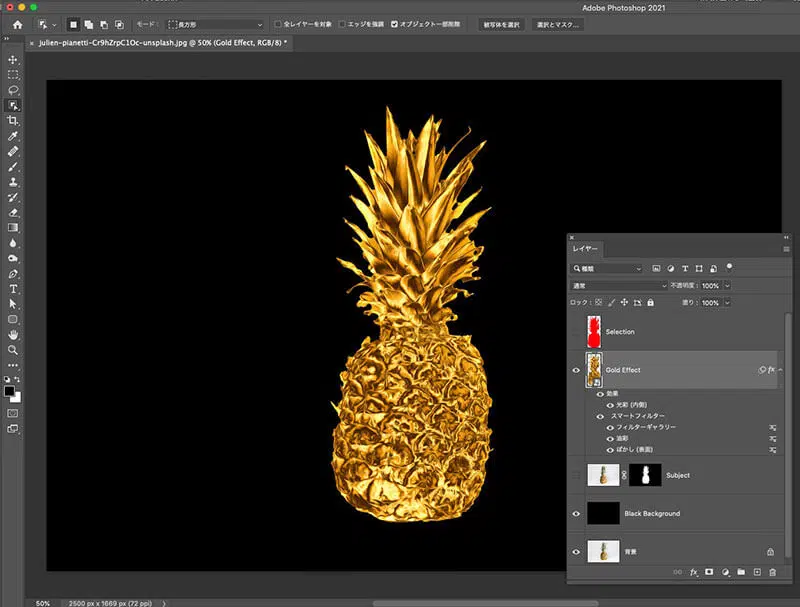 Adobe Photoshop 2021
モード： 長方形 全レイヤーを対象 エッジを強調 オブジェクト一部削除 被写体を選択 選択とマスク...
julien-pianetti-Cr9hZrpC1Oc-unsplash.jpg @ 50% (Gold Effect, RGB/8) *
レイヤー
種類
通常 不透明度： 100%
ロック： 塗り： 100%
Selection
Gold Effect fx
効果
光彩 (内側)
スマートフィルター
フィルターギャラリー
油彩
ぼかし (表面)
Subject
Black Background
背景
fx
50% 2500 px x 1669 px (72 ppi)